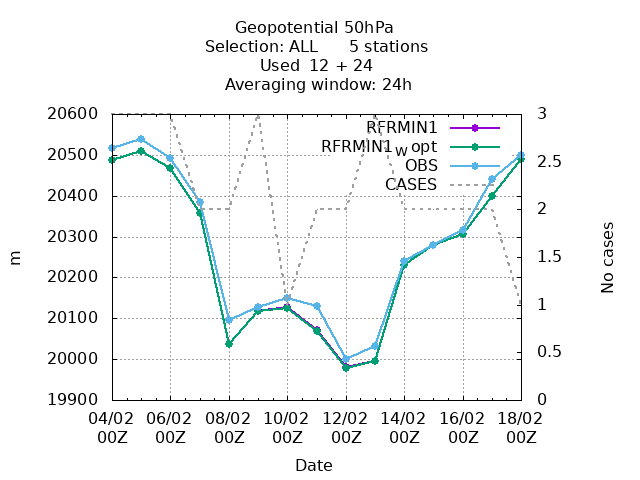 Geopotential 50hPa
Selection: ALL      5 stations
Used  12 + 24
Averaging window: 24h
RFRMIN1
RFRMIN1w opt
OBS
CASES
20600
20500
20400
20300
20200
20100
20000
19900
m
3
2.5
2
1.5
1
0.5
0
No cases
04/02 06/02 08/02 10/02 12/02 14/02 16/02 18/02
00Z 00Z 00Z 00Z 00Z 00Z 00Z 00Z
Date